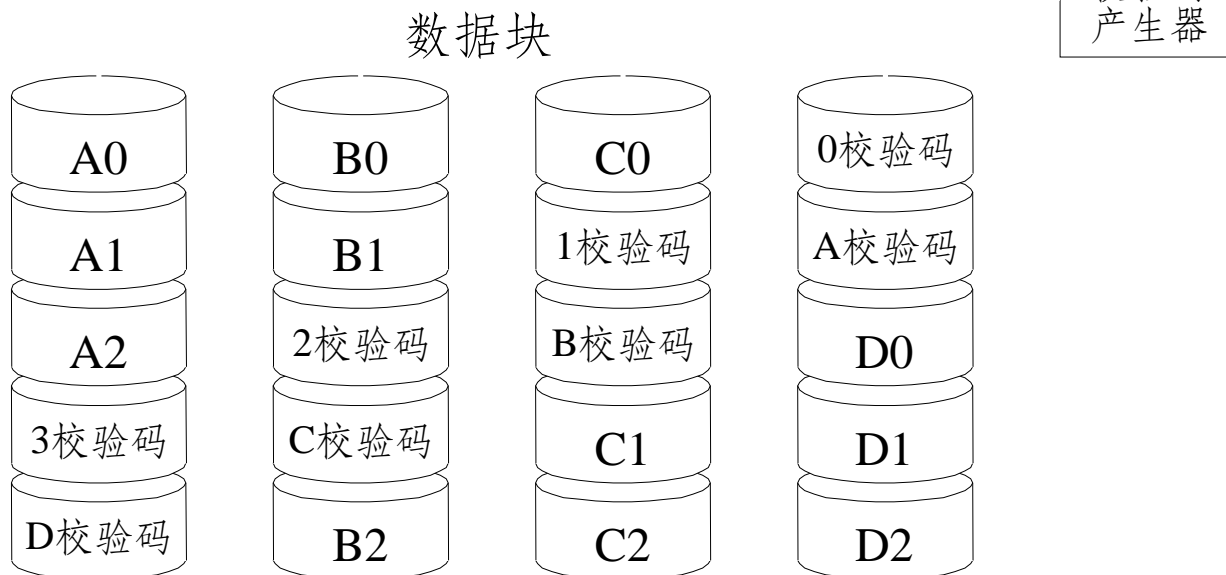 产生器
数据块
A0 B0 C0 0校验码
A1 B1 1校验码 A校验码
A2 2校验码 B校验码 D0
3校验码 C校验码 C1 D1
D校验码 B2 C2 D2